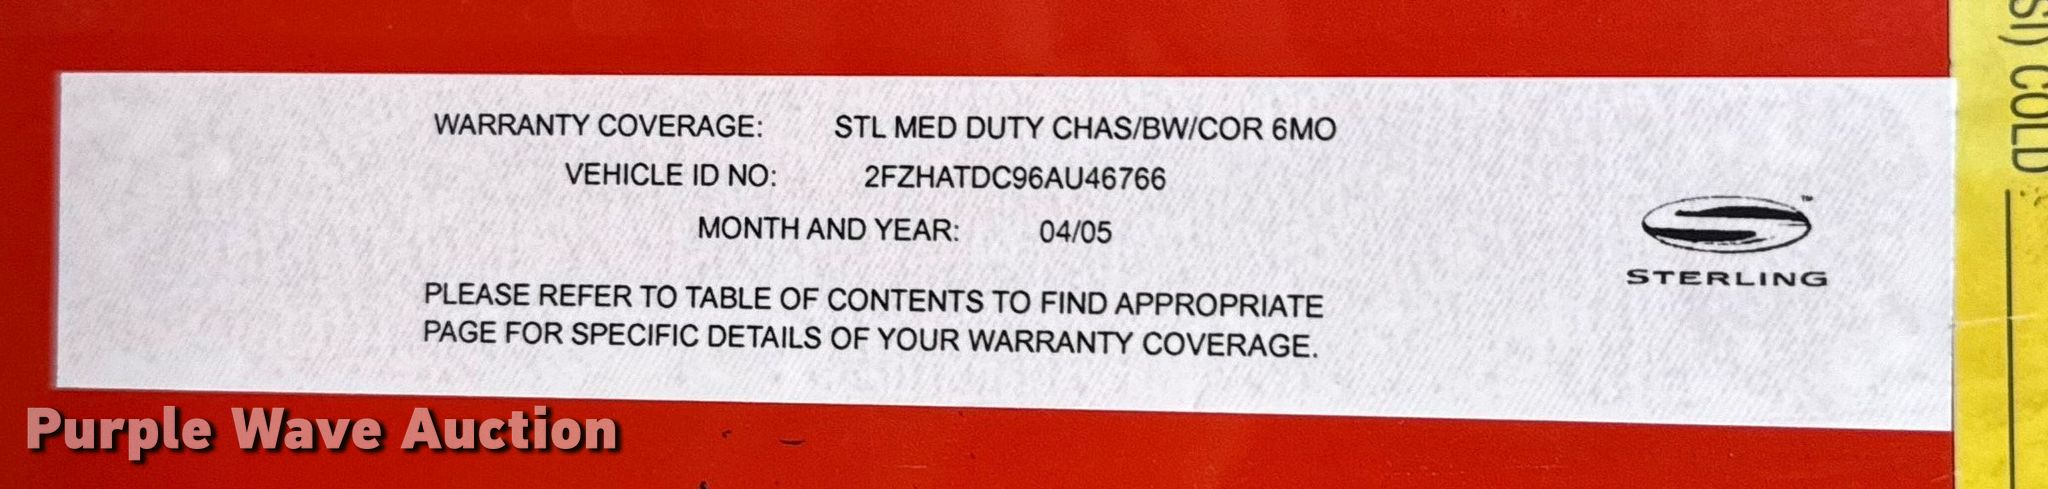 WARRANTY COVERAGE: STL MED DUTY CHAS/BW/COR 6MO
VEHICLE ID NO: 2FZHATDC96AU46766
MONTH AND YEAR: 04/05
PLEASE REFER TO TABLE OF CONTENTS TO FIND APPROPRIATE
PAGE FOR SPECIFIC DETAILS OF YOUR WARRANTY COVERAGE.
STERLING
™
SI) COLD
Purple Wave Auction